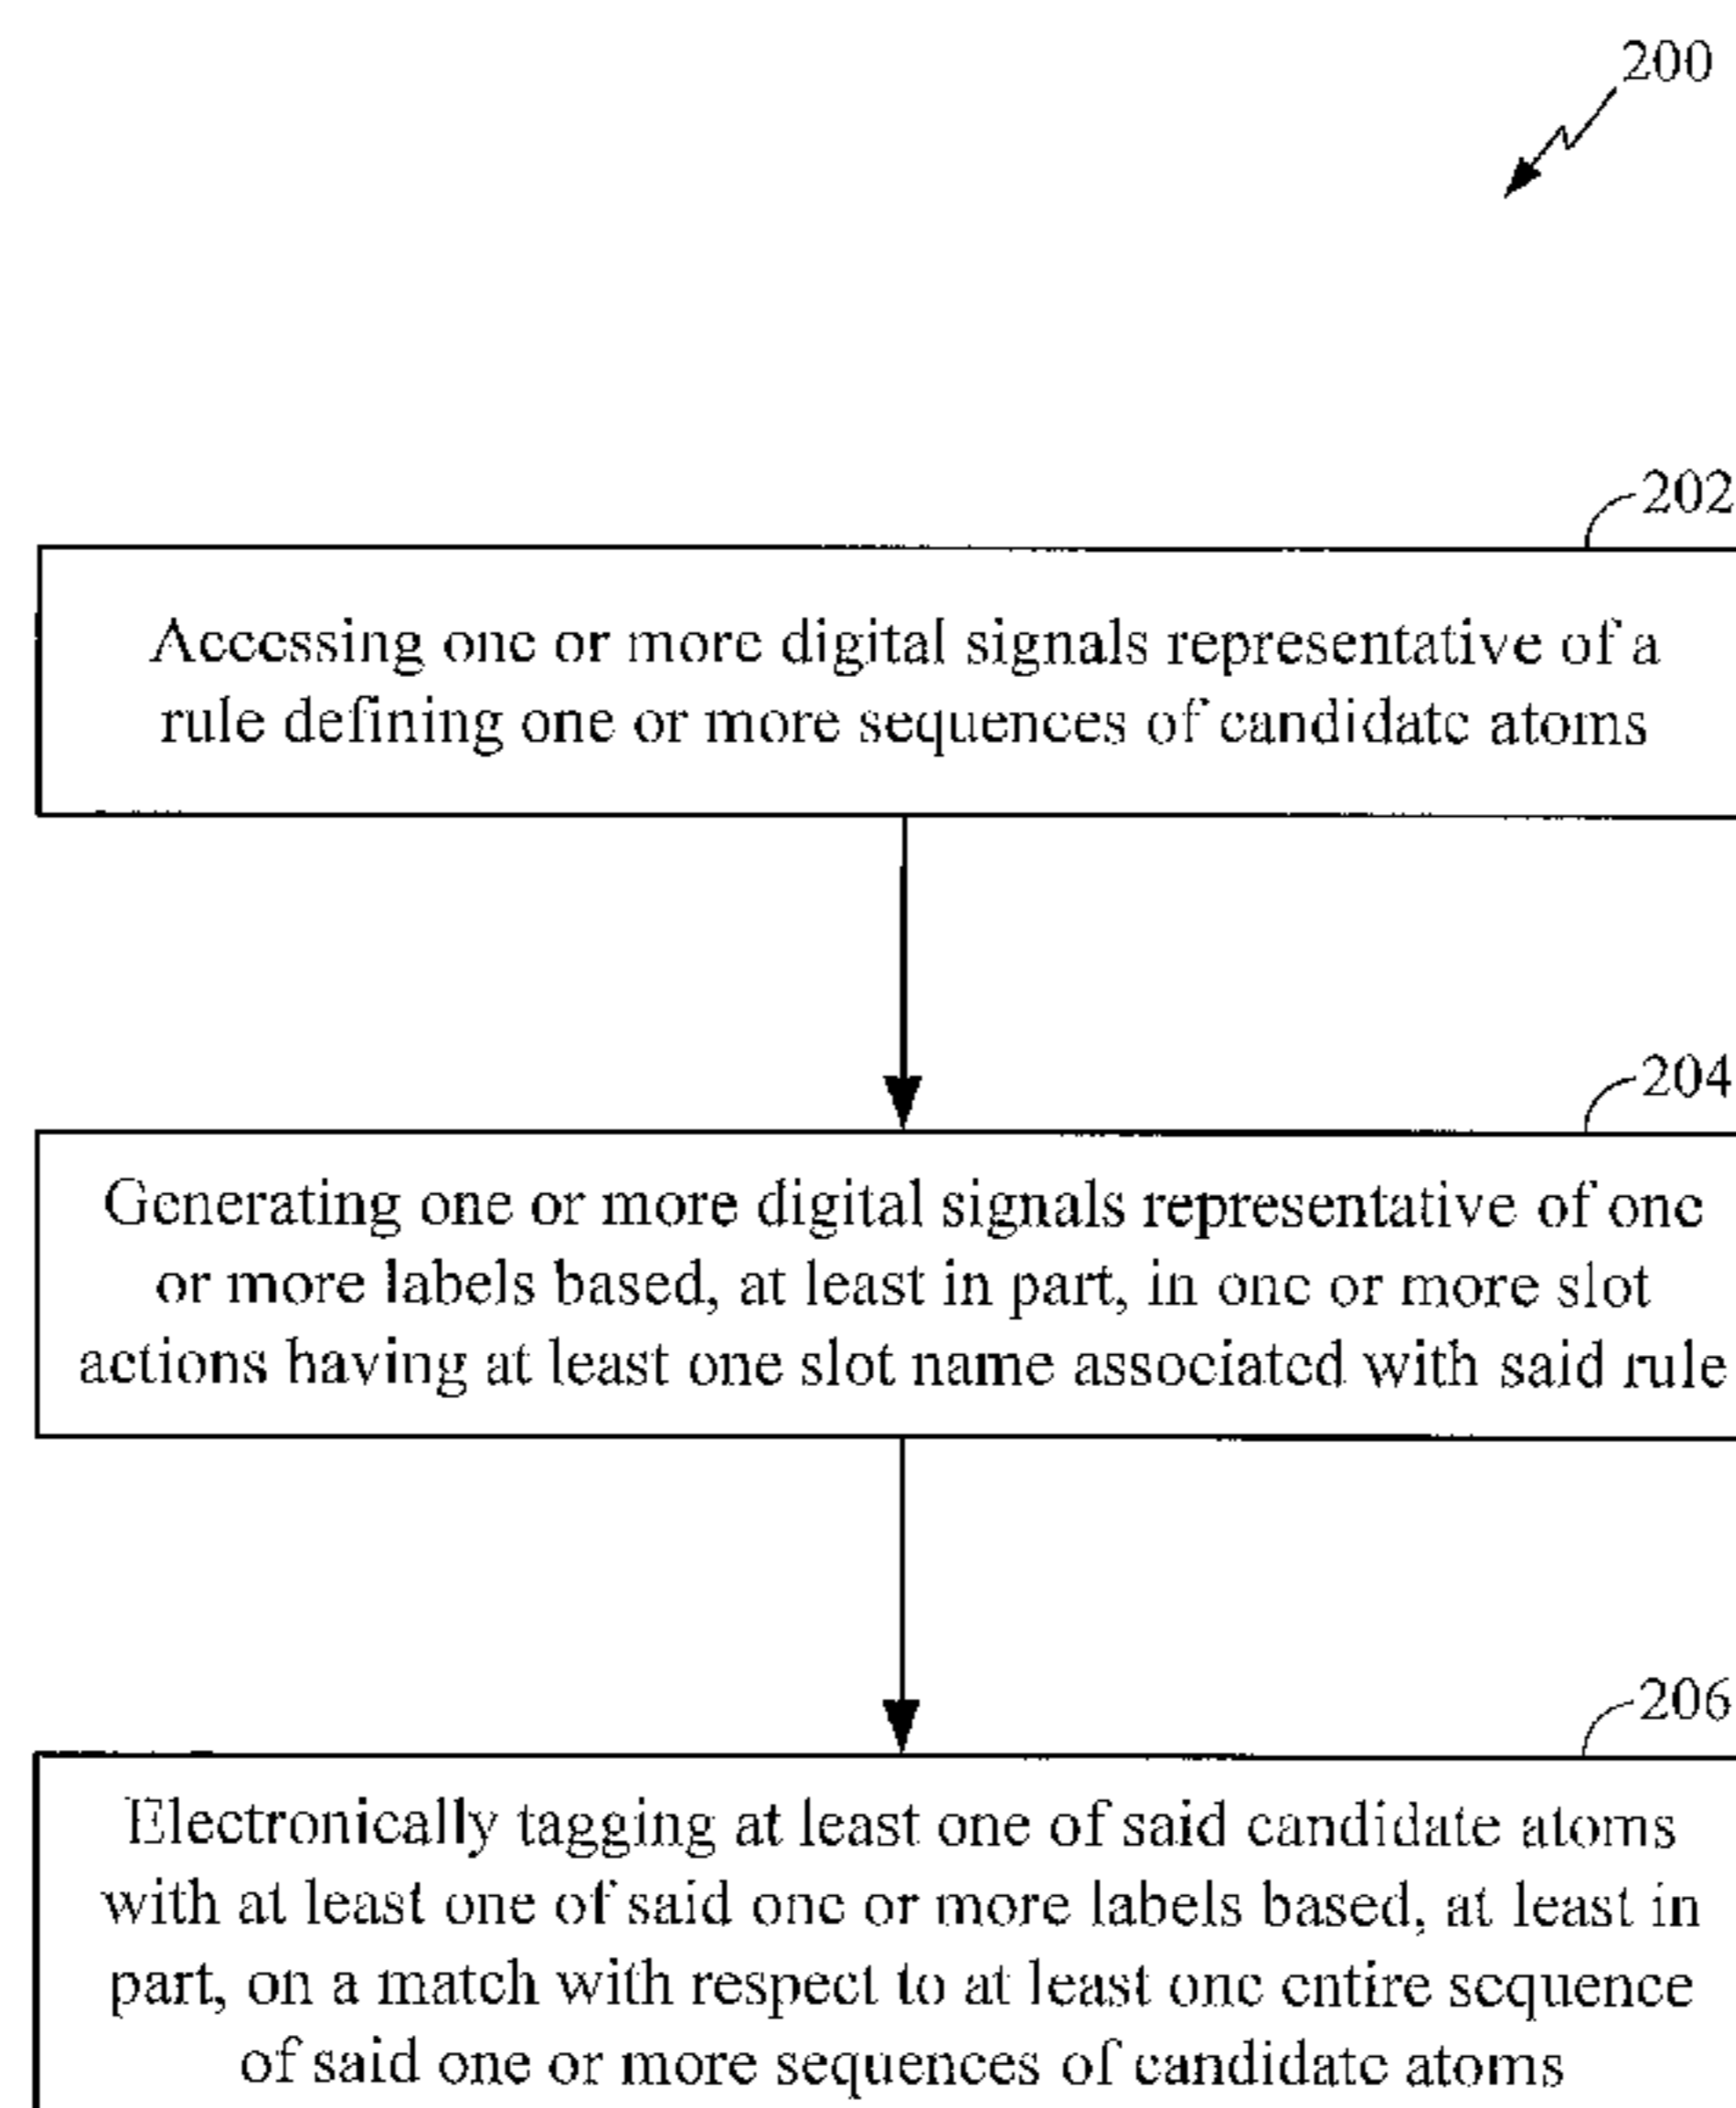 200
202
Accessing one or more digital signals representative of a
rule defining one or more sequences of candidate atoms
204
Generating one or more digital signals representative of one
or more labels based, at least in part, in one or more slot
actions having at least one slot name associated with said rule
206
Electronically tagging at least one of said candidate atoms
with at least one of said one or more labels based, at least in
part, on a match with respect to at least one entire sequence
of said one or more sequences of candidate atoms